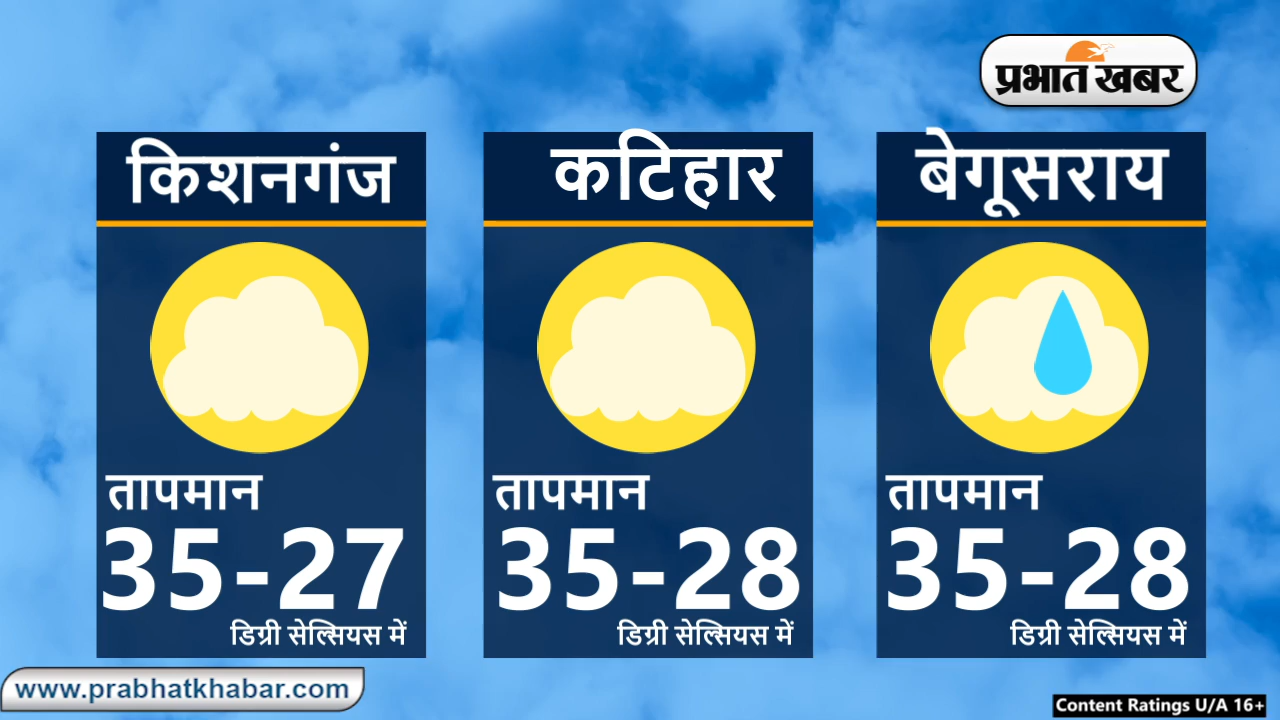 प्रभात खबर
किशनगंज
तापमान
35-27
डिग्री सेल्सियस में
कटिहार
तापमान
35-28
डिग्री सेल्सियस में
बेगूसराय
तापमान
35-28
डिग्री सेल्सियस में
www.prabhatkhabar.com
Content Ratings U/A 16+